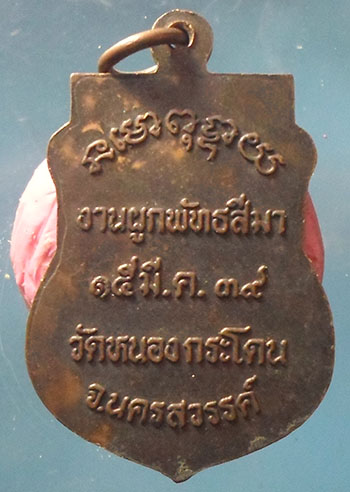 งานผูกพัทธสีมา
๑๕ มี.ค. ๓๔
วัดหนองกระโดน
จ.นครสวรรค์